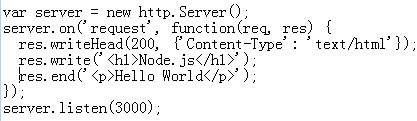 var server = new http.Server();
server.on('request', function(req, res) {
  res.writeHead(200, {'Content-Type': 'text/html'});
  res.write('<h1>Node.js</h1>');
  res.end('<p>Hello World</p>');
});
server.listen(3000);